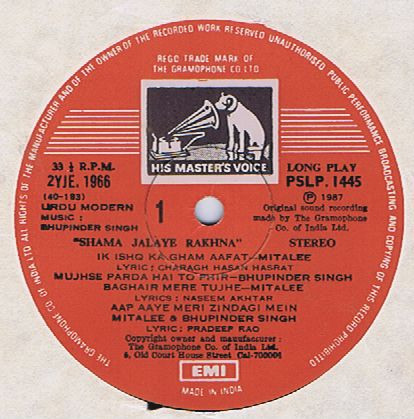 OF THE MANUFACTURER AND OF THE OWNER OF THE RECORDED WORK RESERVED UNAUTHORISED PUBLIC PERFORMANCE BROADCASTING AND COPYING OF THIS RECORD PROHIBITED
THE GRAMOPHONE CO. OF INDIA LTD ALL RIGHTS
REGD TRADE MARK OF
THE GRAMOPHONE CO LTD
HIS MASTER'S VOICE
33 ⅓ R.P.M.
2YJE. 1966
(40-183)
URDU MODERN
MUSIC :
BHUPINDER SINGH
1
LONG PLAY
PSLP. 1445
Ⓟ 1987
Original sound recording
made by The Gramophone
Co. of India Ltd.
"SHAMA JALAYE RAKHNA" STEREO
IK ISHQ KA GHAM AAFAT—MITALEE
LYRIC: CHARAGH HASAN HASRAT
MUJHSE PARDA HAI TO PHIR—BHUPINDER SINGH
BAGHAIR MERE TUJHE—MITALEE
LYRICS : NASEEM AKHTAR
AAP AAYE MERI ZINDAGI MEIN
MITALEE & BHUPINDER SINGH
LYRIC: PRADEEP RAO
Copyright owner and manufacturer :
The Gramophone Co. of India Ltd.
6, Old Court House Street Cal-700001
EMI
MADE IN INDIA